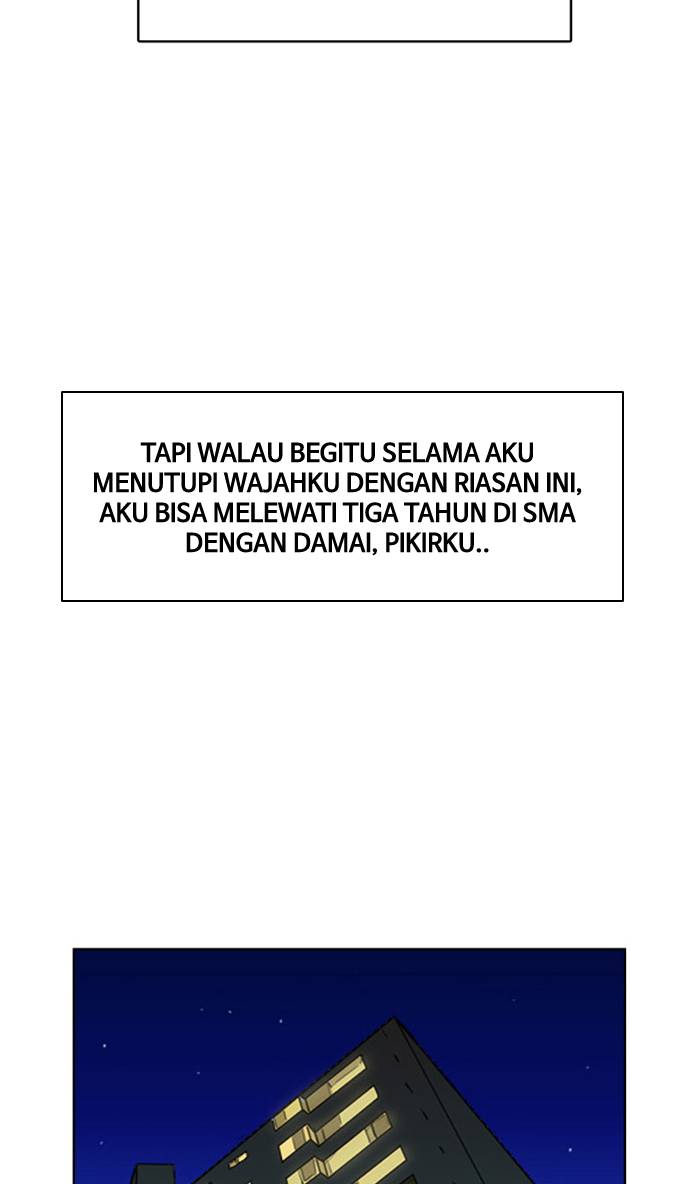 TAPI WALAU BEGITU SELAMA AKU
MENUTUPI WAJAHKU DENGAN RIASAN INI,
AKU BISA MELEWATI TIGA TAHUN DI SMA
DENGAN DAMAI, PIKIRKU..